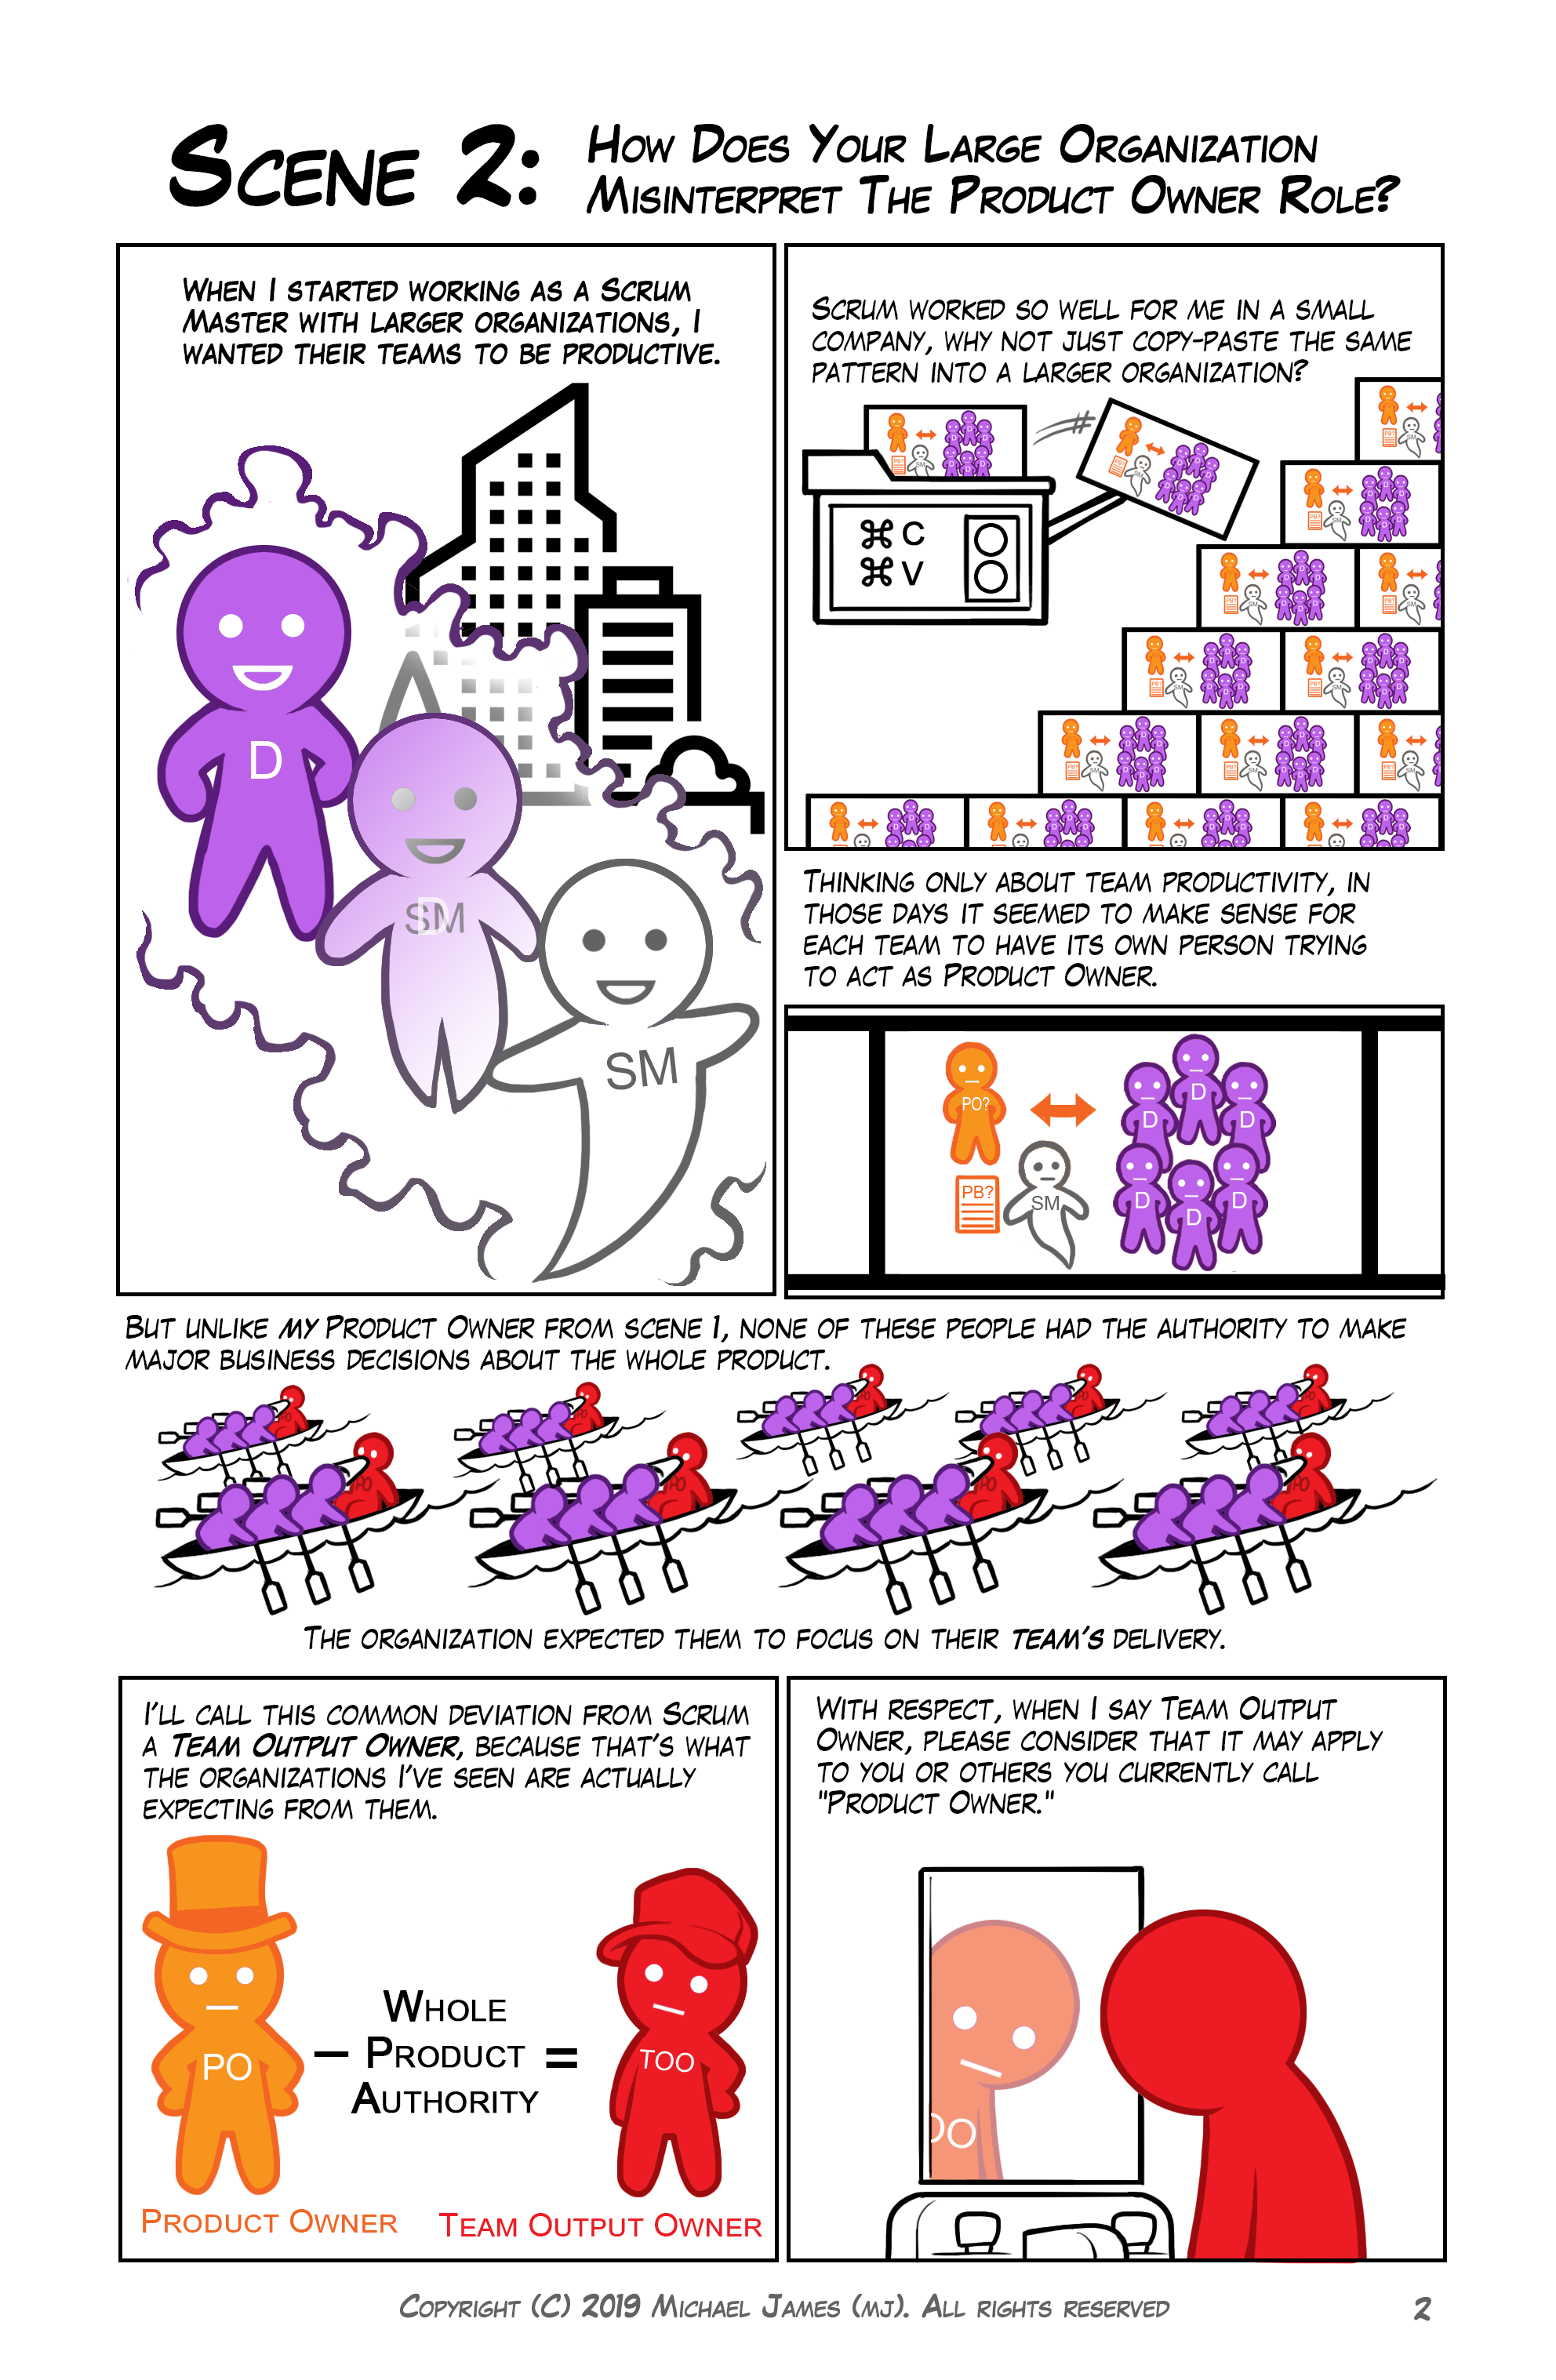 Scene 2:
How Does Your Large Organization
Misinterpret The Product Owner Role?
When I started working as a Scrum
Master with larger organizations, I
wanted their teams to be productive.
D
SM
D
SM
Scrum worked so well for me in a small
company, why not just copy-paste the same
pattern into a larger organization?
⌘ C
⌘ V
Thinking only about team productivity, in
those days it seemed to make sense for
each team to have its own person trying
to act as Product Owner.
PO?
PB?
SM
D
D
D
D
D
D
But unlike my Product Owner from scene 1, none of these people had the authority to make
major business decisions about the whole product.
The organization expected them to focus on their team's delivery.
I'll call this common deviation from Scrum
a Team Output Owner, because that's what
the organizations I've seen are actually
expecting from them.
PO
– Whole
Product
Authority =
TOO
Product Owner
Team Output Owner
With respect, when I say Team Output
Owner, please consider that it may apply
to you or others you currently call
"Product Owner."
OO
Copyright (C) 2019 Michael James (mj). All rights reserved
2